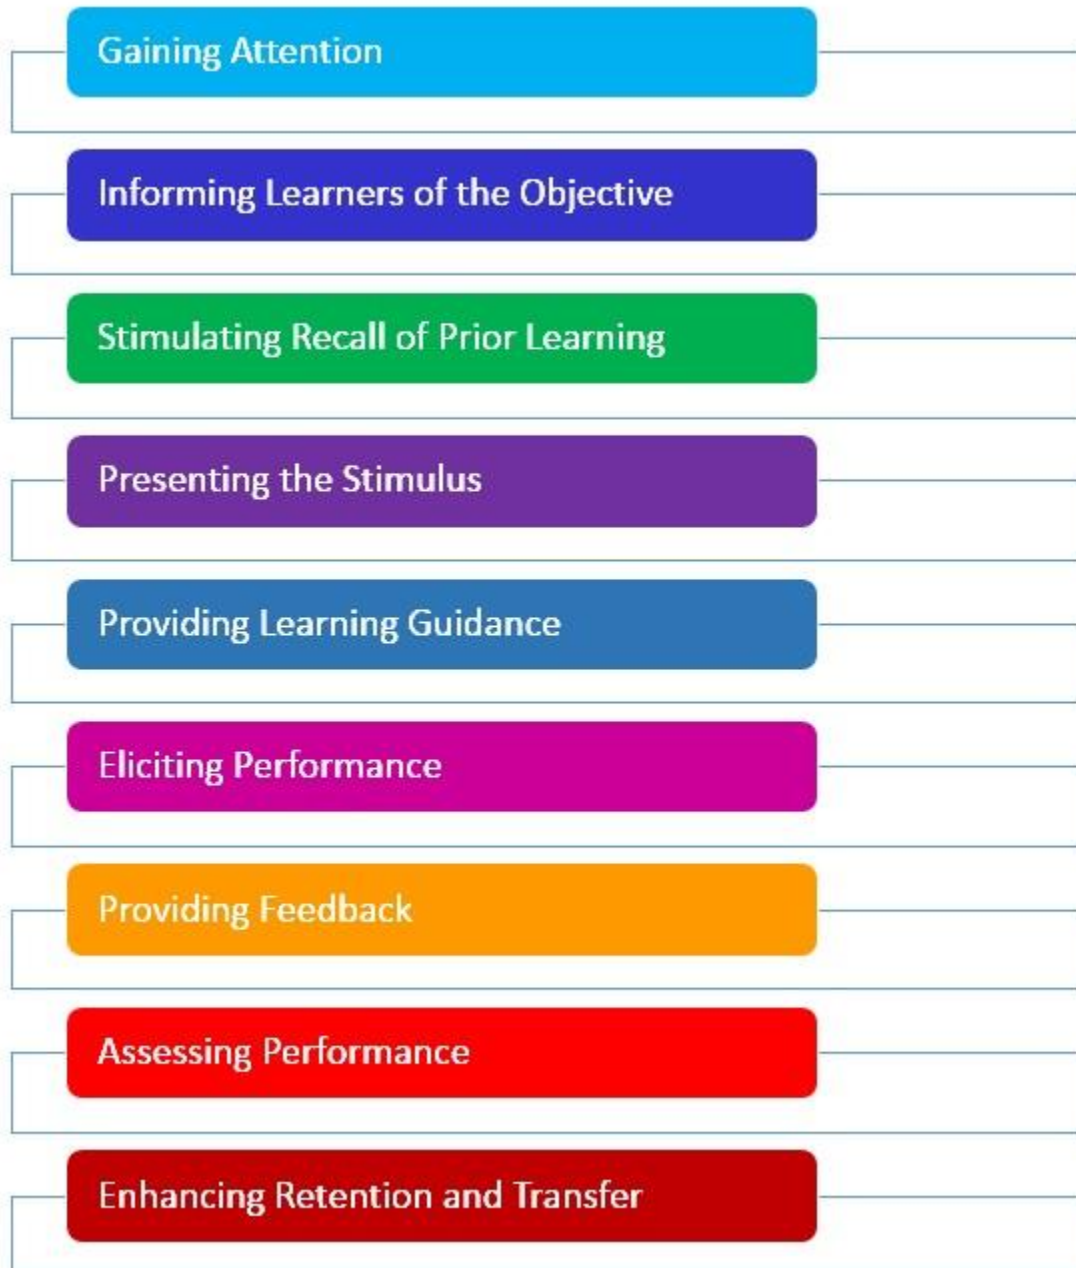 Gaining Attention
Informing Learners of the Objective
Stimulating Recall of Prior Learning
Presenting the Stimulus
Providing Learning Guidance
Eliciting Performance
Providing Feedback
Assessing Performance
Enhancing Retention and Transfer